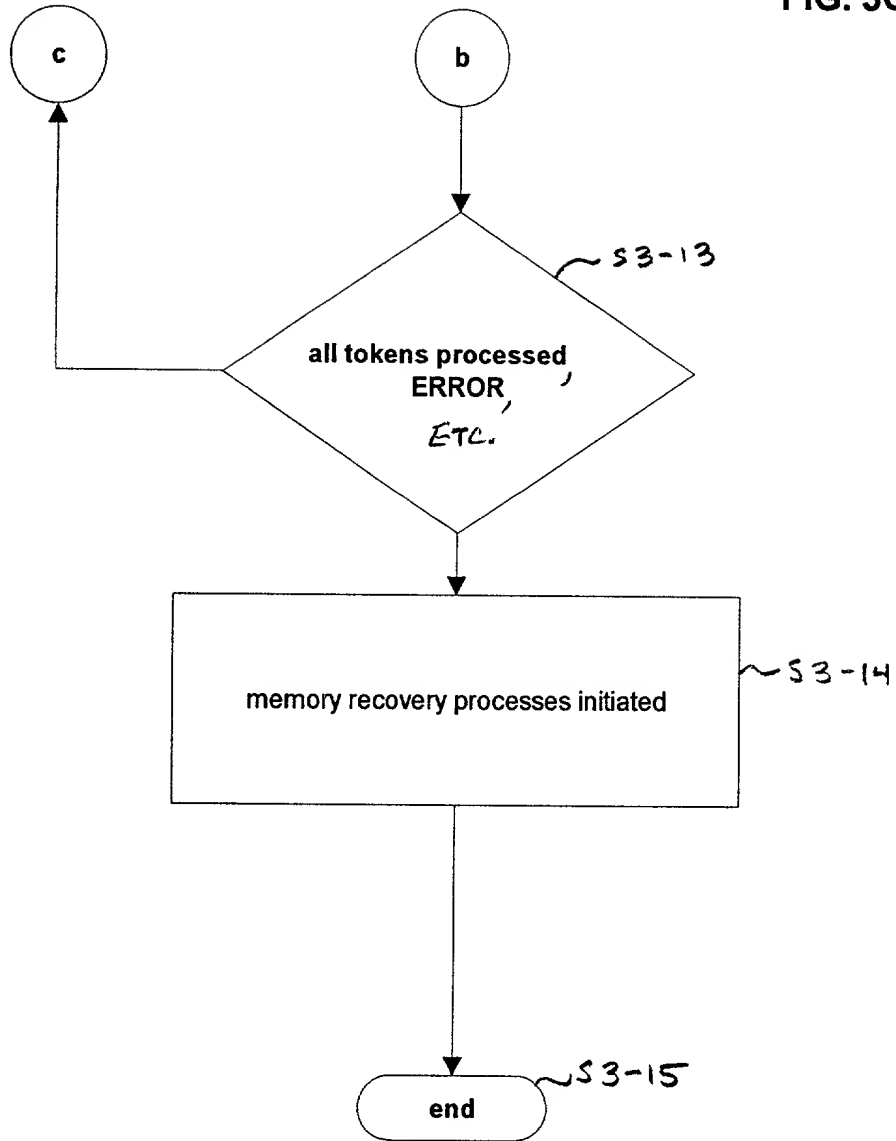 FIG. 3C
c
b
S3-13
all tokens processed,
ERROR,
ETC.
memory recovery processes initiated
S3-14
end
S3-15